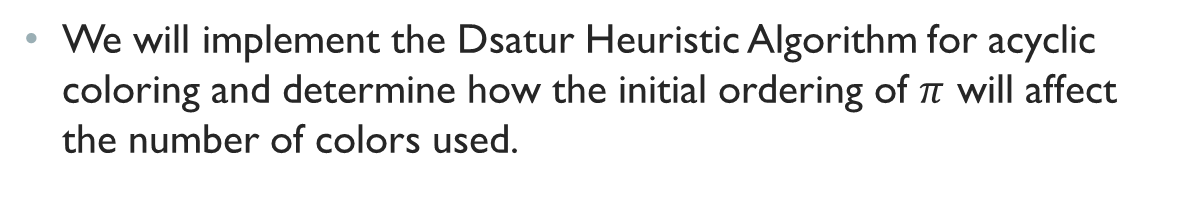 • We will implement the Dsatur Heuristic Algorithm for acyclic
coloring and determine how the initial ordering of π will affect
the number of colors used.